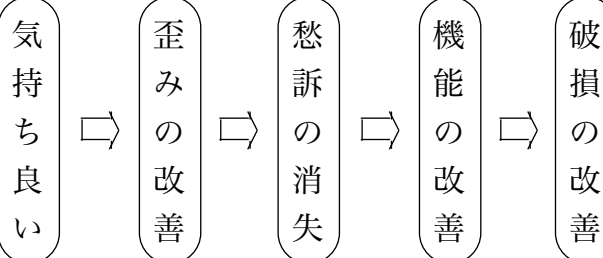 気持ち良い
歪みの改善
愁訴の消失
機能の改善
破損の改善